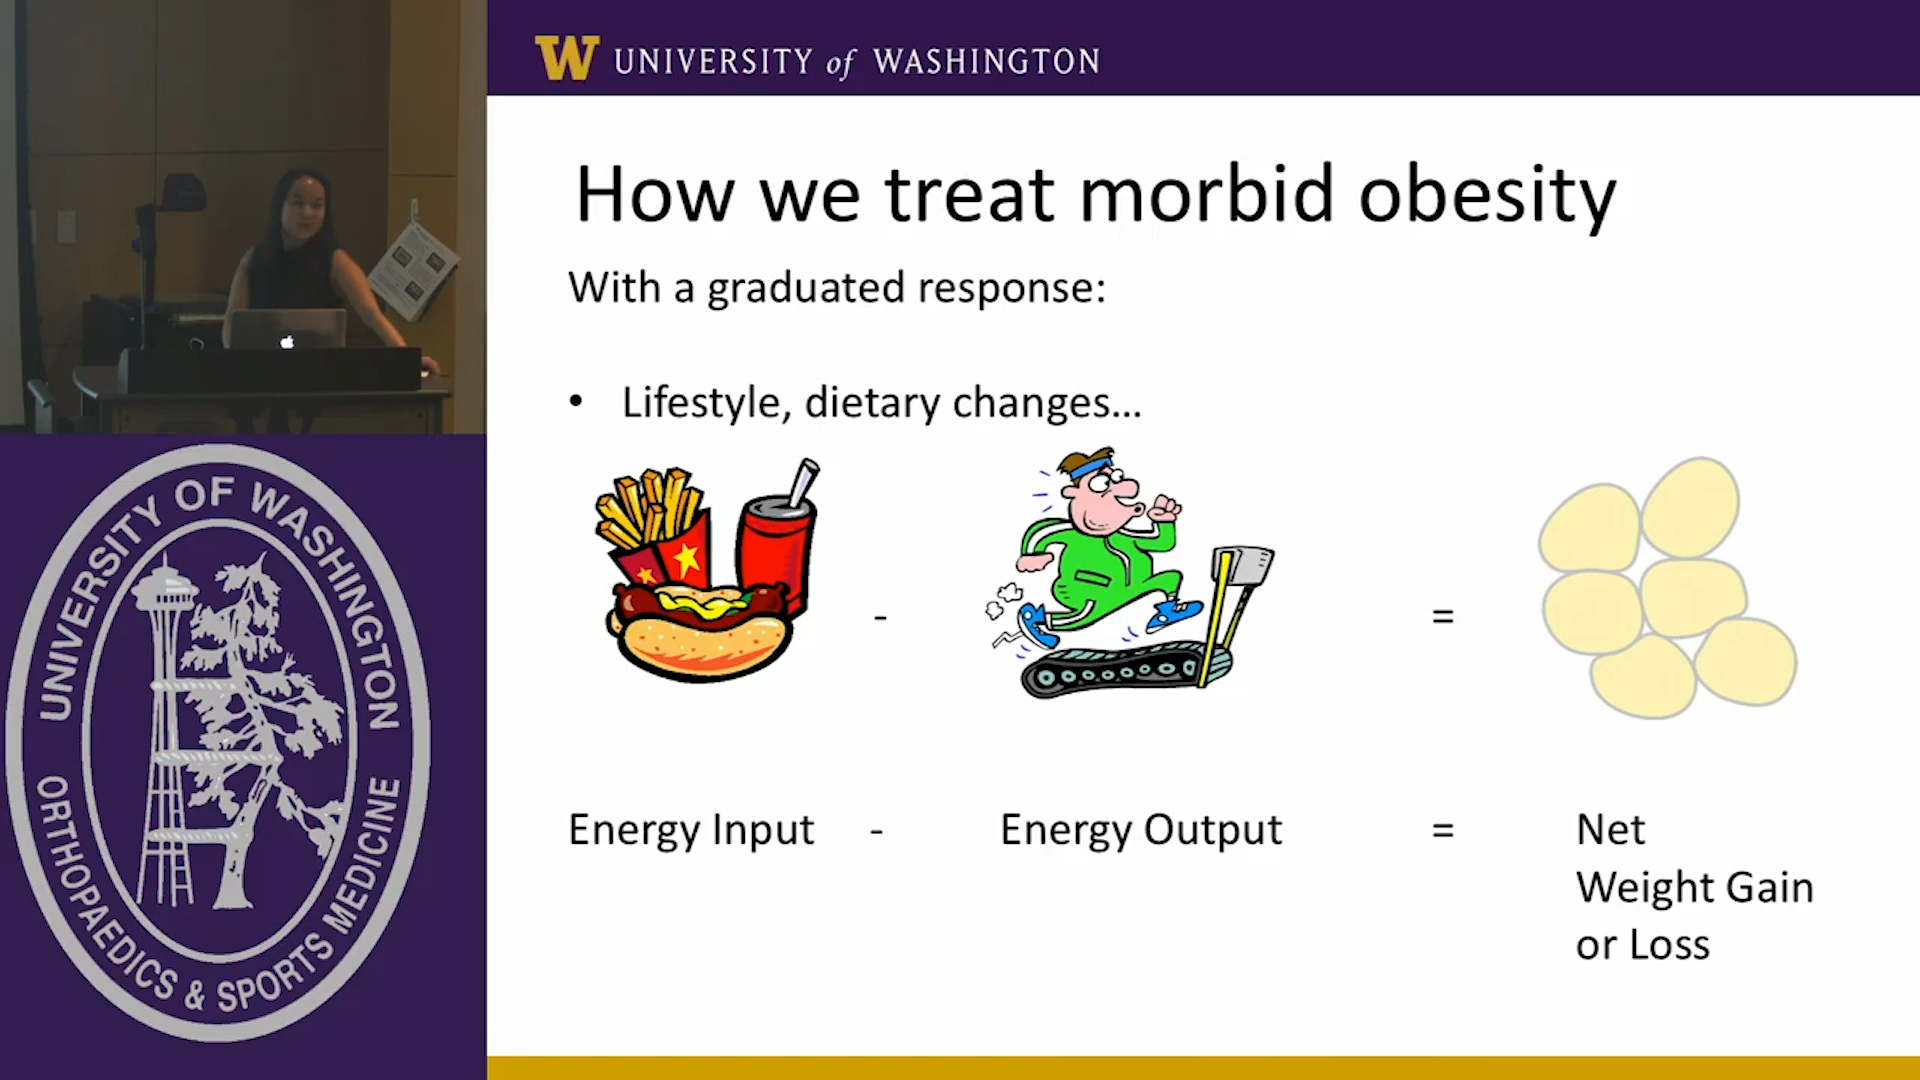 W UNIVERSITY of WASHINGTON
How we treat morbid obesity
With a graduated response:
• Lifestyle, dietary changes...
- =
Energy Input - Energy Output = Net
Weight Gain
or Loss
UNIVERSITY OF WASHINGTON
ORTHOPAEDICS & SPORTS MEDICINE